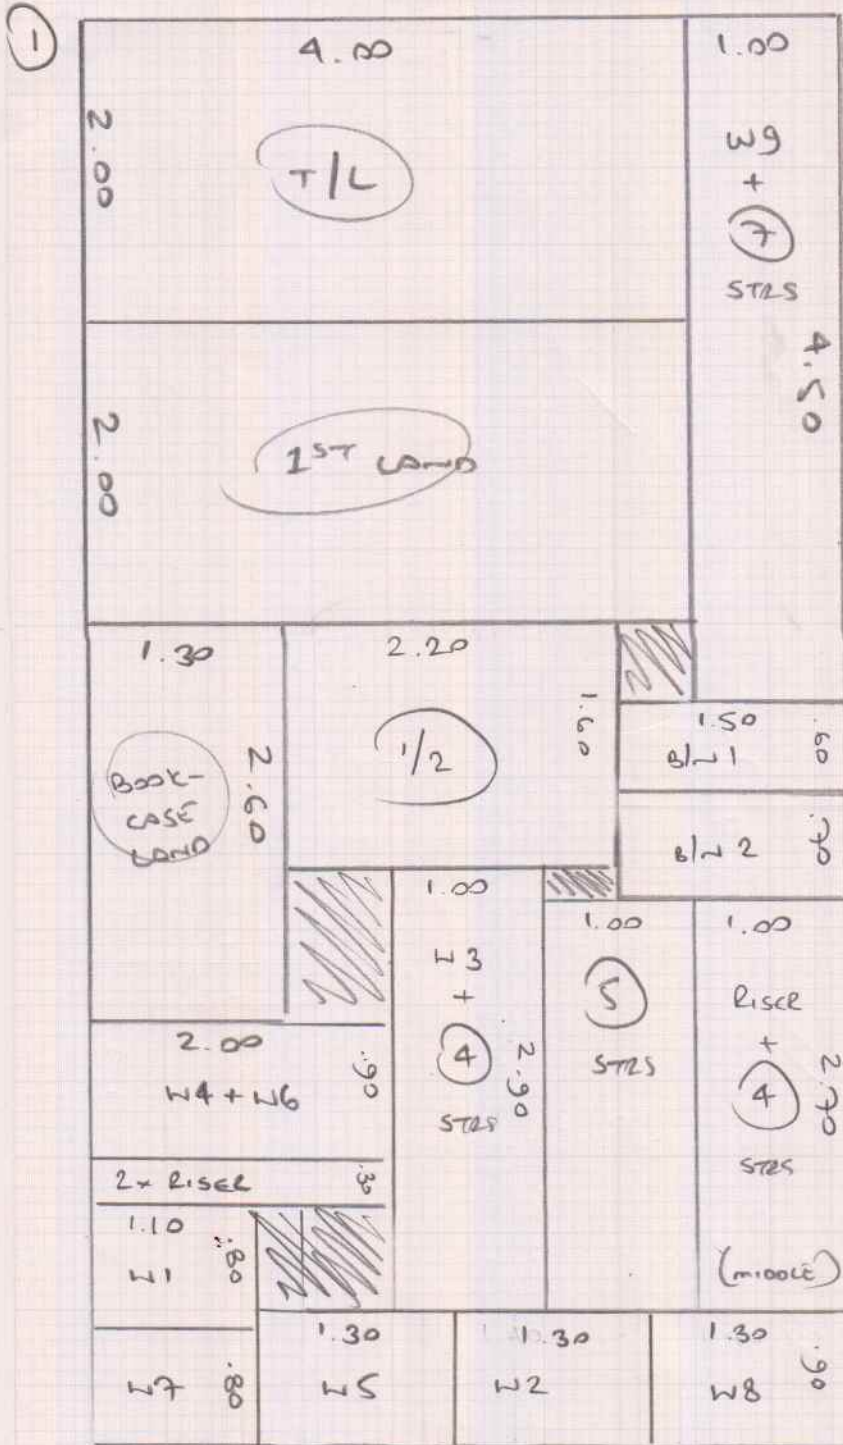 1
4.00
2.00
T/L
1.00
3
+
7
STRS
4.50
2.00
1ST LAND
1.30
2.60
BOOK-
CASE
LAND
2.20
1/2
1.60
1.50
.60
B/W 1
B/W 2
.70
1.00
W3
+
4
STRS
2.90
1.00
5
STRS
1.00
RISER
+
4
STRS
2.70
(MIDDLE)
2.00
.90
W4 + W6
2 x RISER
.30
1.10
.80
W1
W7
.80
1.30
W5
1.30
W2
1.30
.90
W8